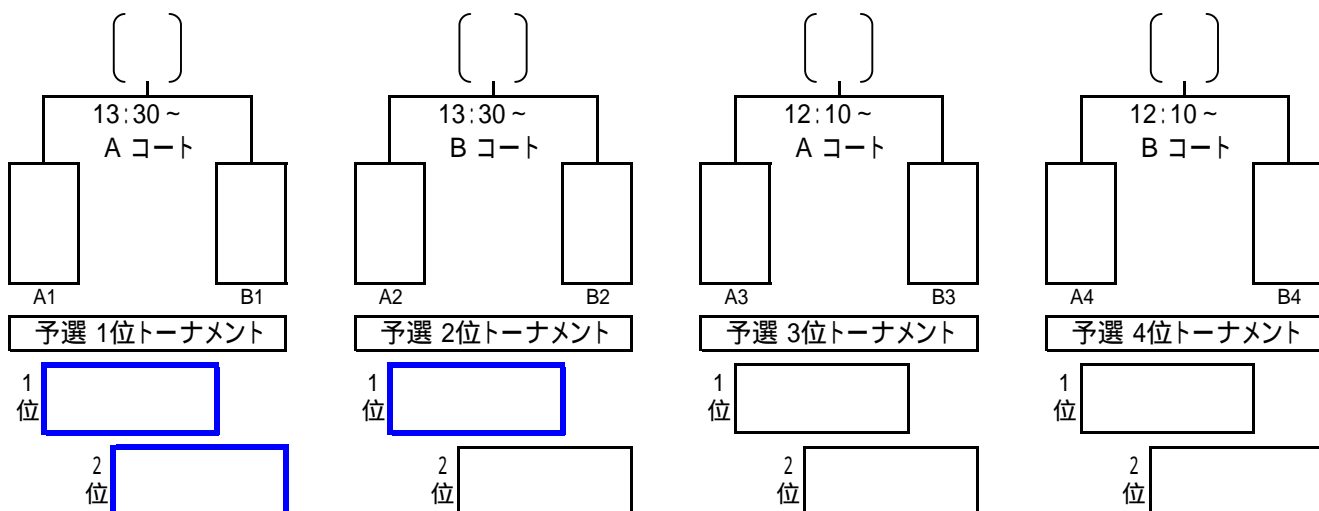 13:30～ 13:30～ 12:10～ 12:10～
A コート B コート A コート B コート
A1 B1 A2 B2 A3 B3 A4 B4
予選 1位トーナメント 予選 2位トーナメント 予選 3位トーナメント 予選 4位トーナメント
1位 1位 1位 1位
2位 2位 2位 2位